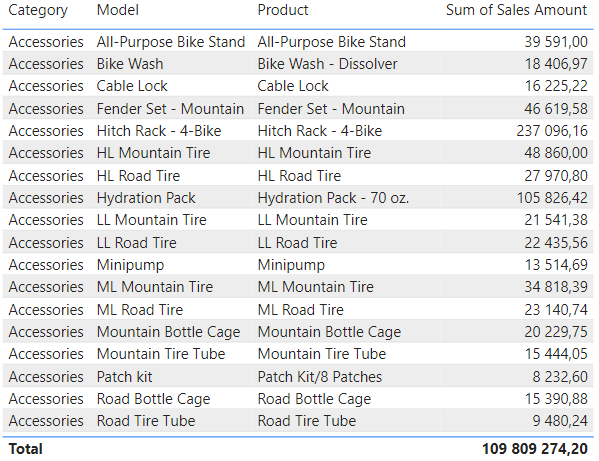 Category Model Product Sum of Sales Amount
Accessories All-Purpose Bike Stand All-Purpose Bike Stand 39 591,00
Accessories Bike Wash Bike Wash - Dissolver 18 406,97
Accessories Cable Lock Cable Lock 16 225,22
Accessories Fender Set - Mountain Fender Set - Mountain 46 619,58
Accessories Hitch Rack - 4-Bike Hitch Rack - 4-Bike 237 096,16
Accessories HL Mountain Tire HL Mountain Tire 48 860,00
Accessories HL Road Tire HL Road Tire 27 970,80
Accessories Hydration Pack Hydration Pack - 70 oz. 105 826,42
Accessories LL Mountain Tire LL Mountain Tire 21 541,38
Accessories LL Road Tire LL Road Tire 22 435,56
Accessories Minipump Minipump 13 514,69
Accessories ML Mountain Tire ML Mountain Tire 34 818,39
Accessories ML Road Tire ML Road Tire 23 140,74
Accessories Mountain Bottle Cage Mountain Bottle Cage 20 229,75
Accessories Mountain Tire Tube Mountain Tire Tube 15 444,05
Accessories Patch kit Patch Kit/8 Patches 8 232,60
Accessories Road Bottle Cage Road Bottle Cage 15 390,88
Accessories Road Tire Tube Road Tire Tube 9 480,24
Total 109 809 274,20